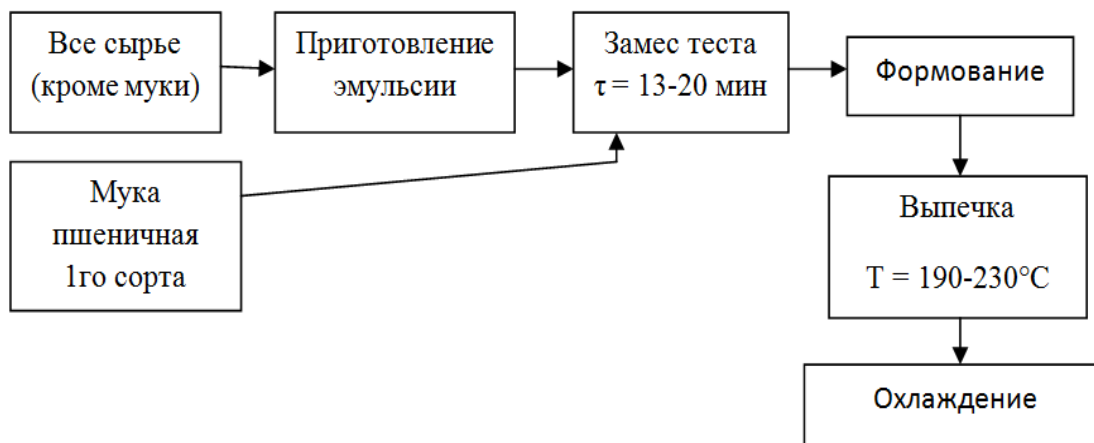 Все сырье
(кроме муки)
Приготовление
эмульсии
Замес теста
τ = 13-20 мин
Формование
Мука
пшеничная
1го сорта
Выпечка
T = 190-230°C
Охлаждение